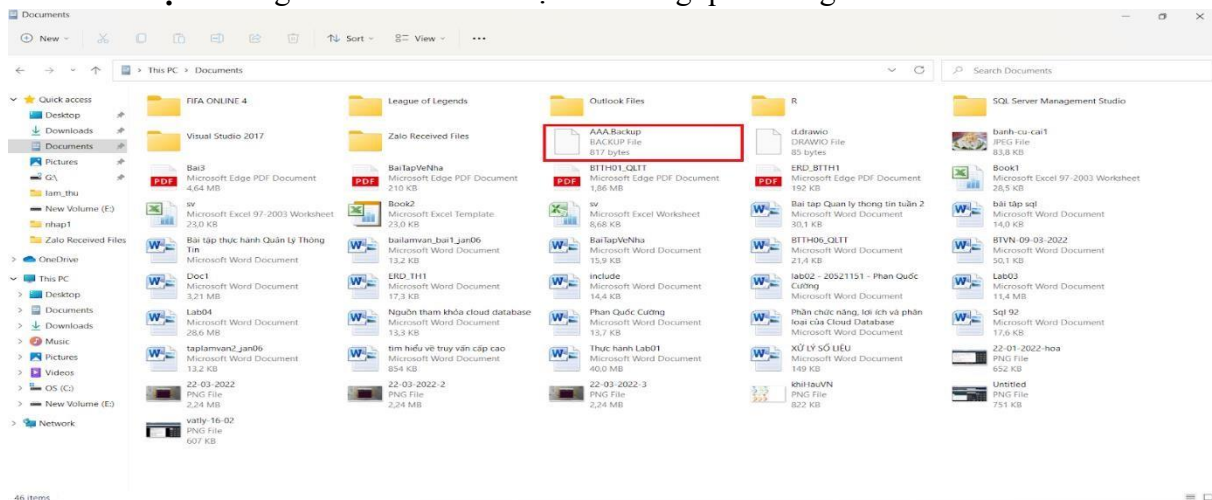 Documents
New
Sort
View
This PC > Documents
Search Documents
Quick access
Desktop
Downloads
Documents
Pictures
G:\
lam_thu
New Volume (E:)
nhap1
Zalo Received Files
OneDrive
This PC
Desktop
Documents
Downloads
Music
Pictures
Videos
OS (C:)
New Volume (E:)
Network
FIFA ONLINE 4
League of Legends
Outlook Files
R
SQL Server Management Studio
Visual Studio 2017
Zalo Received Files
AAA.Backup
BACKUP File
817 bytes
d.drawio
DRAWIO File
85 bytes
banh-cu-cai1
JPEG File
83,8 KB
Bai3
Microsoft Edge PDF Document
4,64 MB
BaiTapVeNha
Microsoft Edge PDF Document
210 KB
BTTH01_QLTT
Microsoft Edge PDF Document
1,86 MB
ERD_BTTH1
Microsoft Edge PDF Document
192 KB
Book1
Microsoft Excel 97-2003 Worksheet
28,5 KB
sv
Microsoft Excel 97-2003 Worksheet
23,0 KB
Book2
Microsoft Excel Template
23,0 KB
sv
Microsoft Excel Worksheet
8,68 KB
Bai tap Quan ly thong tin tuần 2
Microsoft Word Document
30,1 KB
bài tập sql
Microsoft Word Document
14,0 KB
Bài tập thực hành Quản Lý Thông
Tin
Microsoft Word Document
bailamvan_bai1_jan06
Microsoft Word Document
13,2 KB
BaiTapVeNha
Microsoft Word Document
15,9 KB
BTTH06_QLTT
Microsoft Word Document
21,4 KB
BTVN-09-03-2022
Microsoft Word Document
50,1 KB
Doc1
Microsoft Word Document
3,21 MB
ERD_TH1
Microsoft Word Document
17,3 KB
include
Microsoft Word Document
14,4 KB
lab02 - 20521151 - Phan Quốc
Cường
Microsoft Word Document
Lab03
Microsoft Word Document
11,4 MB
Lab04
Microsoft Word Document
28,6 MB
Nguồn tham khỏa cloud database
Microsoft Word Document
13,3 KB
Phan Quốc Cường
Microsoft Word Document
13,7 KB
Phần chức năng, lợi ích và phân
loại của Cloud Database
Microsoft Word Document
Sql 92
Microsoft Word Document
17,6 KB
taplamvan2_jan06
Microsoft Word Document
13,2 KB
tim hiểu về truy vấn cấp cao
Microsoft Word Document
854 KB
Thực hành Lab01
Microsoft Word Document
40,0 MB
XỬ LÝ SỐ LIỆU
Microsoft Word Document
149 KB
22-01-2022-hoa
PNG File
652 KB
22-03-2022
PNG File
2,24 MB
22-03-2022-2
PNG File
2,24 MB
22-03-2022-3
PNG File
2,24 MB
khiHauVN
PNG File
822 KB
Untitled
PNG File
751 KB
vatly-16-02
PNG File
607 KB
46 items